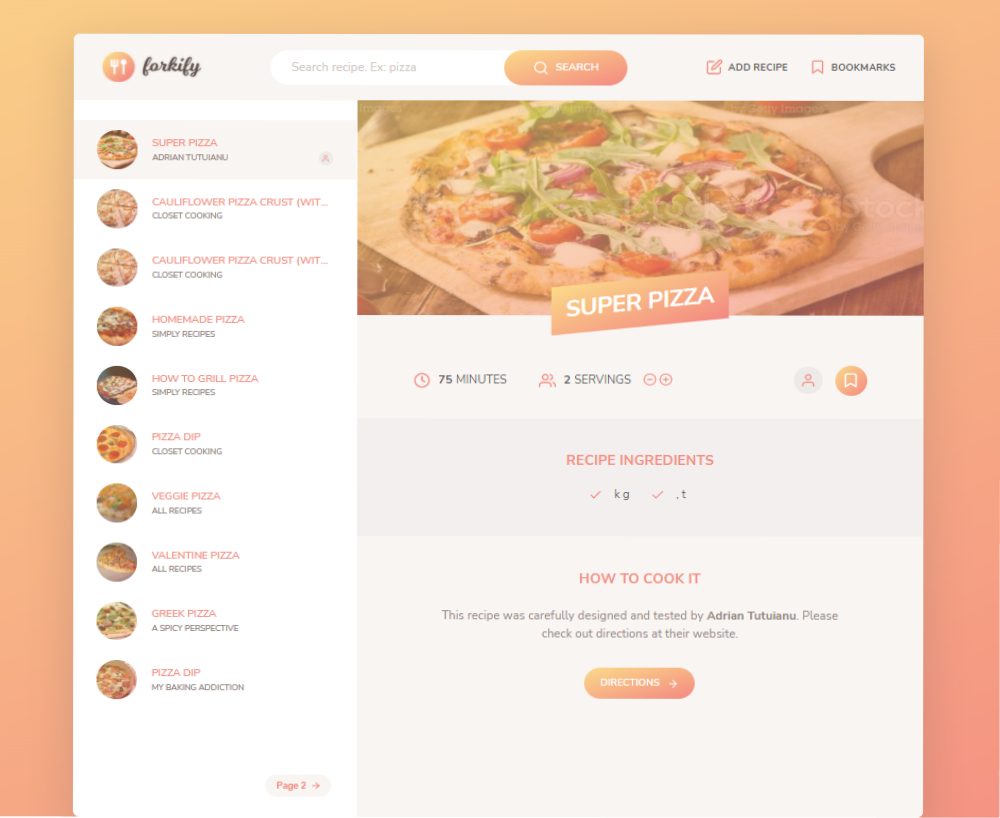 forkify
Search recipe. Ex: pizza
SEARCH
ADD RECIPE
BOOKMARKS
SUPER PIZZA
ADRIAN TUTUIANU
CAULIFLOWER PIZZA CRUST (WIT...
CLOSET COOKING
CAULIFLOWER PIZZA CRUST (WIT...
CLOSET COOKING
HOMEMADE PIZZA
SIMPLY RECIPES
HOW TO GRILL PIZZA
SIMPLY RECIPES
PIZZA DIP
CLOSET COOKING
VEGGIE PIZZA
ALL RECIPES
VALENTINE PIZZA
ALL RECIPES
GREEK PIZZA
A SPICY PERSPECTIVE
PIZZA DIP
MY BAKING ADDICTION
Page 2
Getty Images
iStock
SUPER PIZZA
75 MINUTES
2 SERVINGS
RECIPE INGREDIENTS
k g
, t
HOW TO COOK IT
This recipe was carefully designed and tested by Adrian Tutuianu. Please
check out directions at their website.
DIRECTIONS